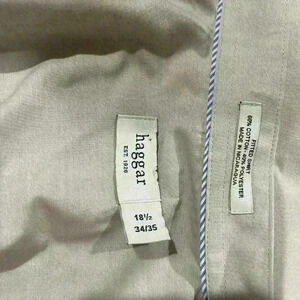 haggar
EST. 1926
18½
34/35
FITTED SHIRT
60% COTTON • 40% POLYESTER
MADE IN NICARAGUA